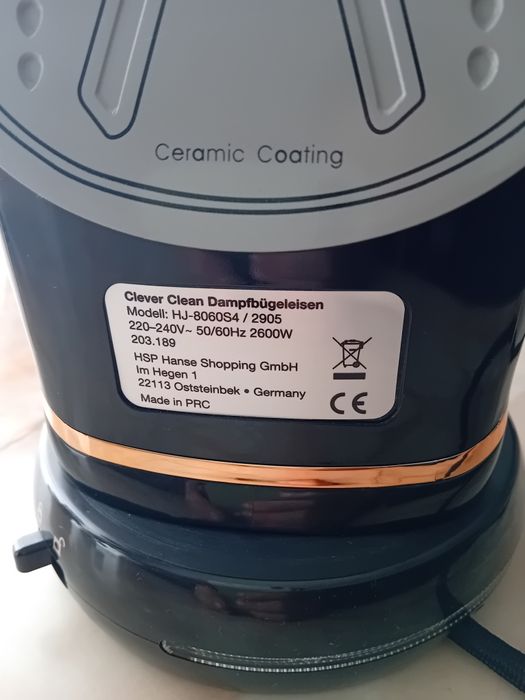 Ceramic Coating
Clever Clean Dampfbügeleisen
Modell: HJ-8060S4 / 2905
220–240V~ 50/60Hz 2600W
203.189
HSP Hanse Shopping GmbH
Im Hegen 1
22113 Oststeinbek • Germany
Made in PRC
CE